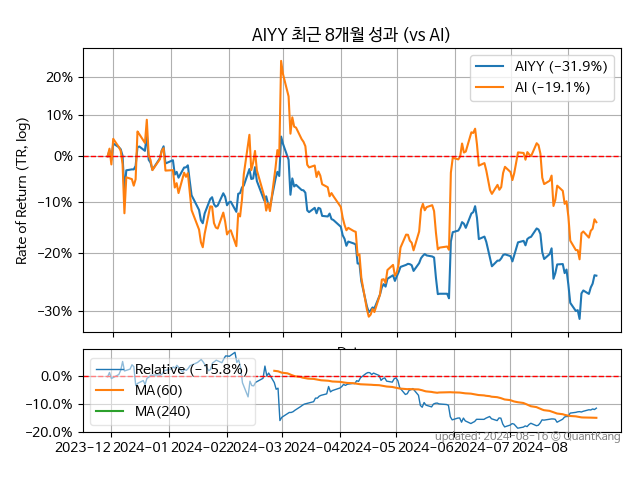 AIYY 최근 8개월 성과 (vs AI)
Rate of Return (TR, log)
20%
10%
0%
−10%
−20%
−30%
AIYY (−31.9%)
AI (−19.1%)
0.0%
−10.0%
−20.0%
Relative (−15.8%)
MA(60)
MA(240)
2023−12 2024−01 2024−02 2024−03 2024−04 2024−05 2024−06 2024−07 2024−08
updated: 2024−08−16 © QuantKang